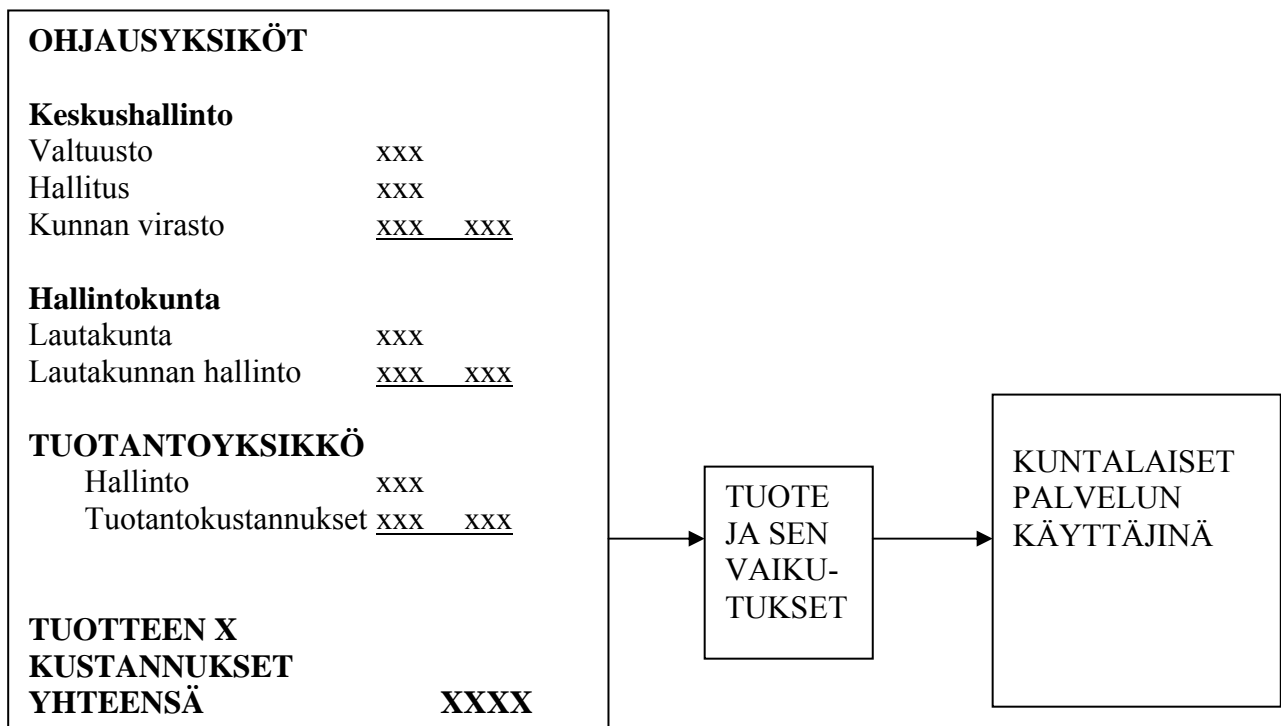 OHJAUSYKSIKÖT
Keskushallinto
Valtuusto xxx
Hallitus xxx
Kunnan virasto xxx xxx
Hallintokunta
Lautakunta xxx
Lautakunnan hallinto xxx xxx
TUOTANTOYKSIKKÖ
Hallinto xxx
Tuotantokustannukset xxx xxx
TUOTTEEN X
KUSTANNUKSET
YHTEENSÄ XXXX
TUOTE
JA SEN
VAIKU-
TUKSET
KUNTALAISET
PALVELUN
KÄYTTÄJINÄ